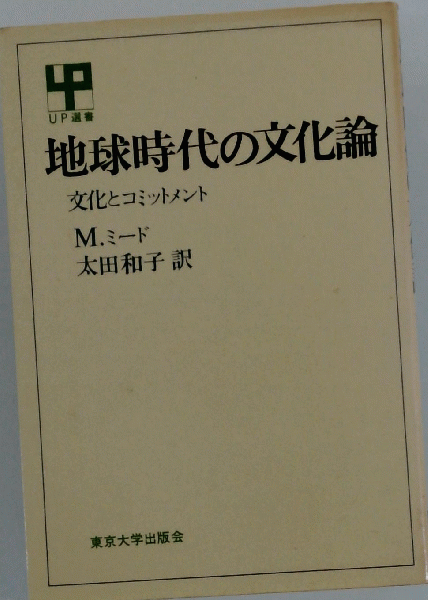 UP選書
地球時代の文化論
文化とコミットメント
M.ミード
太田和子 訳
東京大学出版会